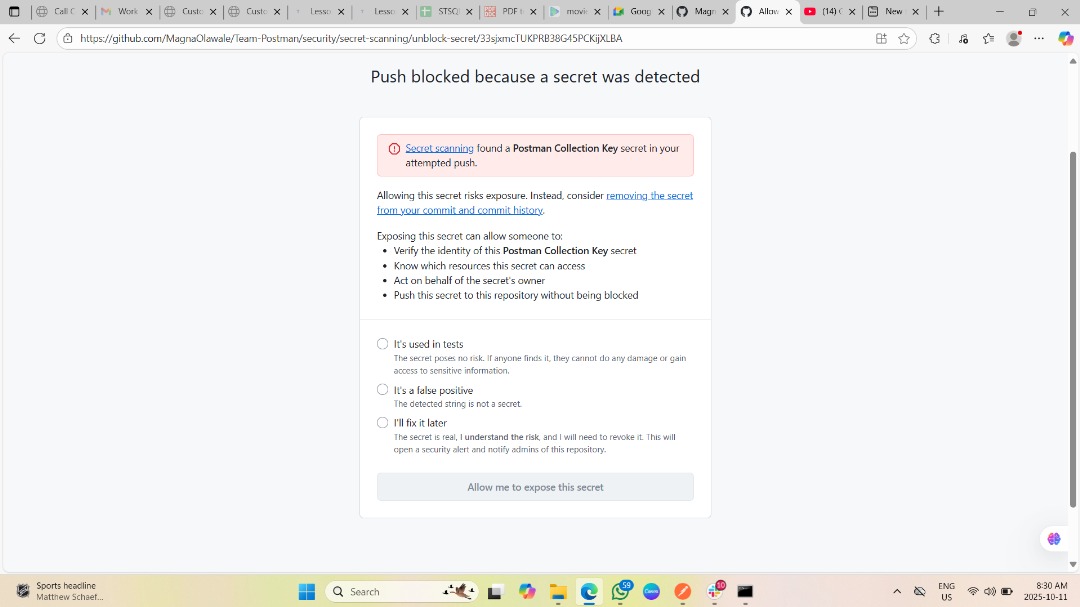 Call C
Work
Custo
Custo
Lesso
Lesso
STSQ
PDF t
movi
Goog
Magn
Allow
(14) C
New
https://github.com/MagnaOlawale/Team-Postman/security/secret-scanning/unblock-secret/33sjxmcTUKPRB38G45PCKijXLBA
Push blocked because a secret was detected
Secret scanning found a Postman Collection Key secret in your
attempted push.
Allowing this secret risks exposure. Instead, consider removing the secret
from your commit and commit history.
Exposing this secret can allow someone to:
• Verify the identity of this Postman Collection Key secret
• Know which resources this secret can access
• Act on behalf of the secret's owner
• Push this secret to this repository without being blocked
It's used in tests
The secret poses no risk. If anyone finds it, they cannot do any damage or gain
access to sensitive information.
It's a false positive
The detected string is not a secret.
I'll fix it later
The secret is real, I understand the risk, and I will need to revoke it. This will
open a security alert and notify admins of this repository.
Allow me to expose this secret
Sports headline
Matthew Schaef...
Search
59
Canva
10
ENG
US
8:30 AM
2025-10-11